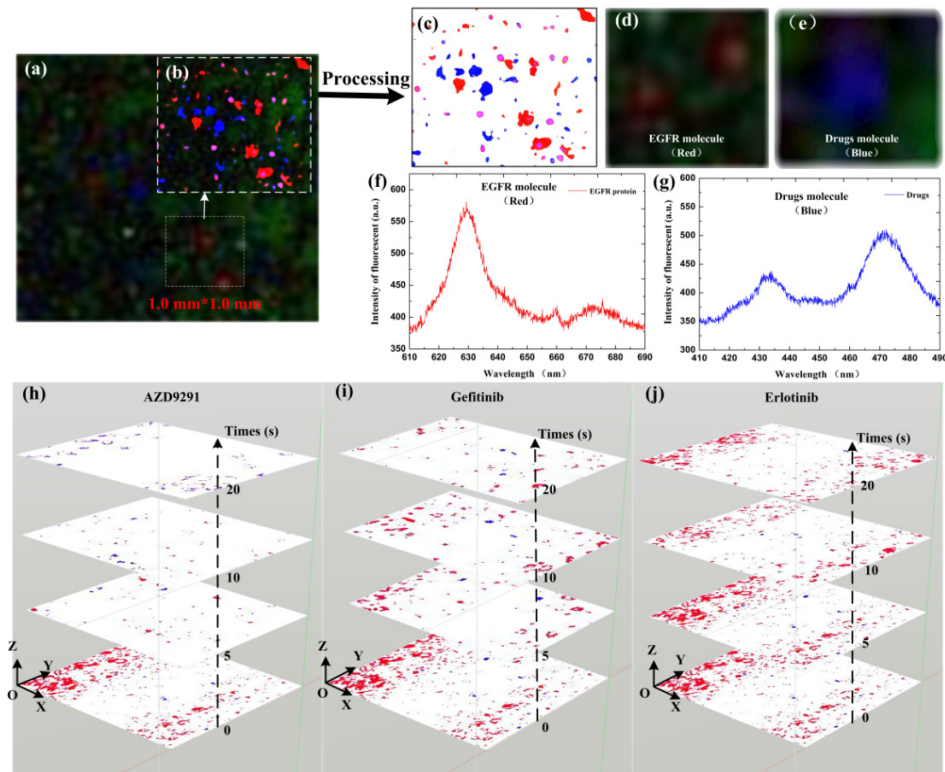 (a)
(b)
Processing
(c)
(d)
EGFR molecule
（Red）
(e）
Drugs molecule
（Blue）
1.0 mm*1.0 mm
(f)
EGFR molecule
（Red）
EGFR protein
Intensity of fluorescent (a.u.)
600
550
500
450
400
350
610 620 630 640 650 660 670 680 690
Wavelength （nm）
(g)
Drugs molecule
（Blue）
Drugs
Intensity of fluorescent (a.u.)
600
550
500
450
400
350
300
410 420 430 440 450 460 470 480 490
Wavelength （nm）
(h)
AZD9291
Times (s)
20
10
5
0
Z
Y
O
X
(i)
Gefitinib
Times (s)
20
10
5
0
Z
Y
O
X
(j)
Erlotinib
Times (s)
20
10
5
0
Z
Y
O
X